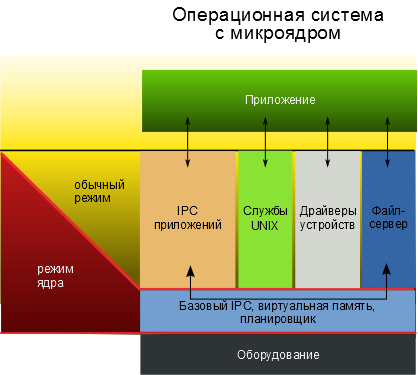 Операционная система
с микроядром
Приложение
обычный
режим
режим
ядра
IPC
приложений
Службы
UNIX
Драйверы
устройств
Файл-
сервер
Базовый IPC, виртуальная память,
планировщик
Оборудование